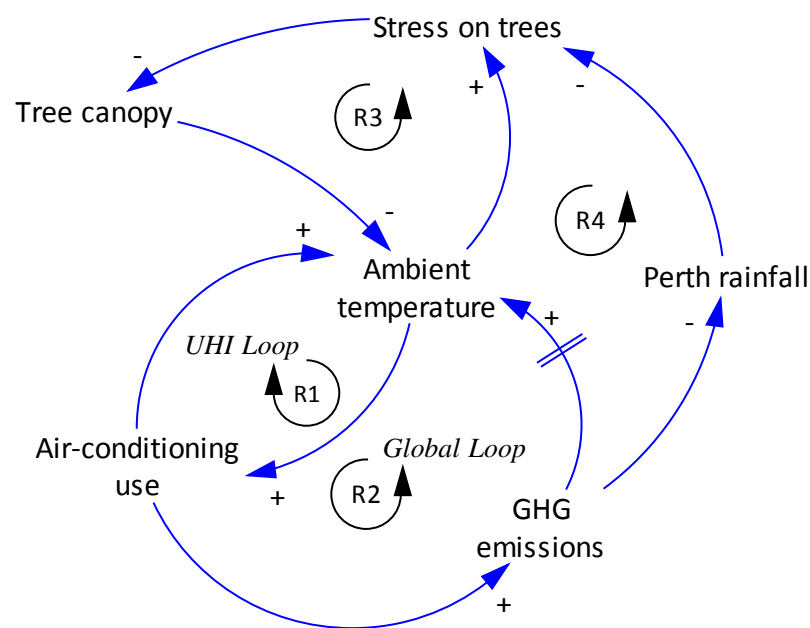 Stress on trees
-
+
-
Tree canopy
R3
-
R4
+
Ambient
temperature
Perth rainfall
+
-
UHI Loop
R1
Air-conditioning
use
Global Loop
+
R2
GHG
emissions
+